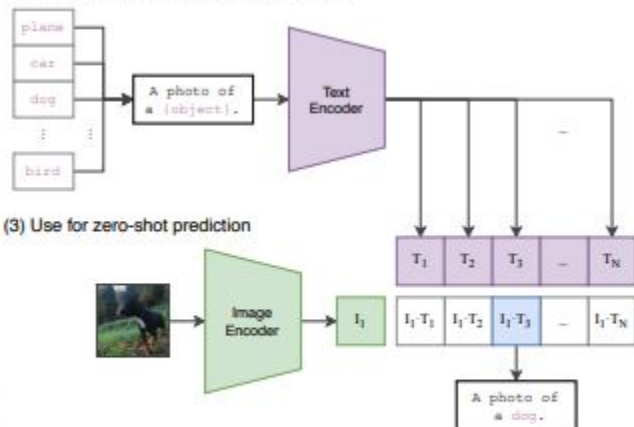 plane
car
dog
⋮ ⋮
bird
A photo of
a {object}.
Text
Encoder
...
(3) Use for zero-shot prediction
T1 T2 T3 ... TN
Image
Encoder
I1
I1·T1 I1·T2 I1·T3 ... I1·TN
A photo of
a dog.